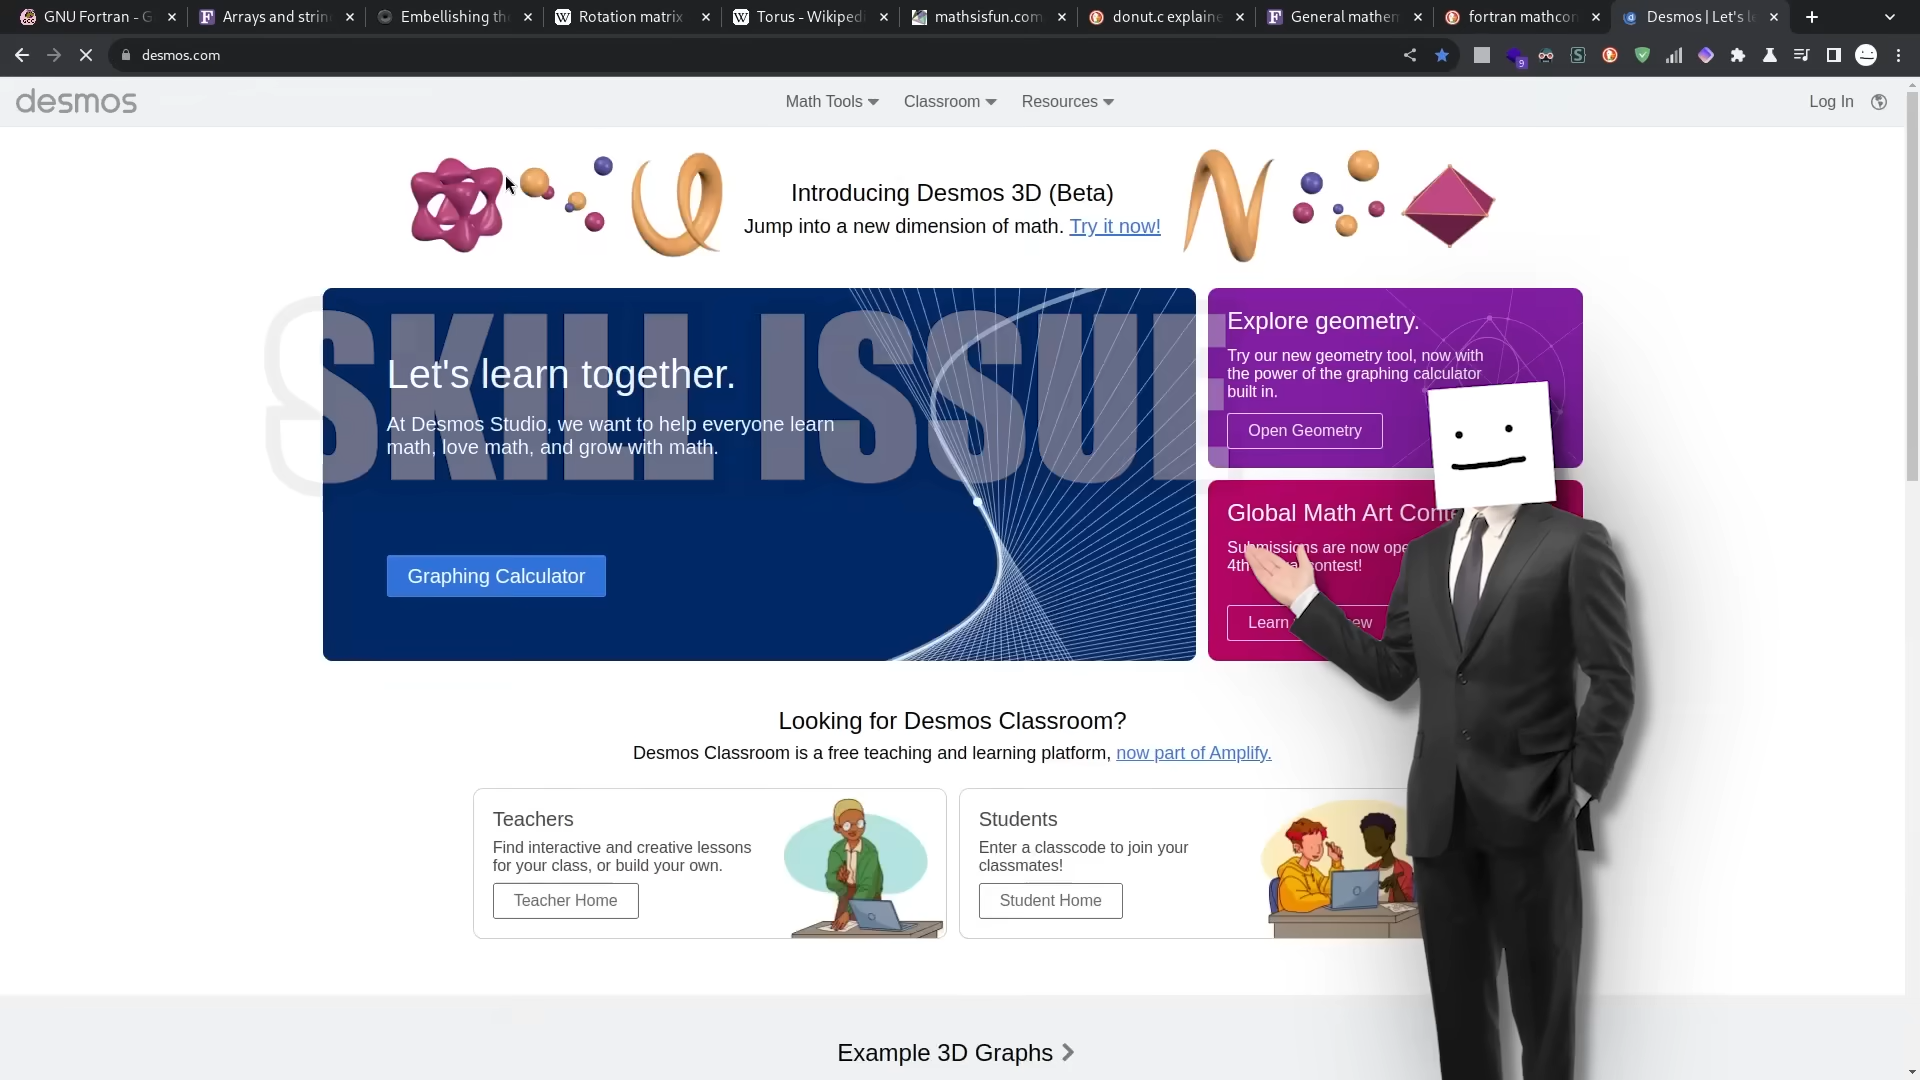 GNU Fortran - G
Arrays and strin
Embellishing th
Rotation matrix
Torus - Wikipedi
mathsisfun.com
donut.c explaine
General mathem
fortran mathcon
Desmos | Let's le
desmos.com
9
desmos
Math Tools
Classroom
Resources
Log In
Introducing Desmos 3D (Beta)
Jump into a new dimension of math. Try it now!
SKILL ISSUE
Let's learn together.
At Desmos Studio, we want to help everyone learn
math, love math, and grow with math.
Graphing Calculator
Explore geometry.
Try our new geometry tool, now with
the power of the graphing calculator
built in.
Open Geometry
Global Math Art Conte
Submissions are now ope
4th contest!
Learn
Looking for Desmos Classroom?
Desmos Classroom is a free teaching and learning platform, now part of Amplify.
Teachers
Find interactive and creative lessons
for your class, or build your own.
Teacher Home
Students
Enter a classcode to join your
classmates!
Student Home
Example 3D Graphs